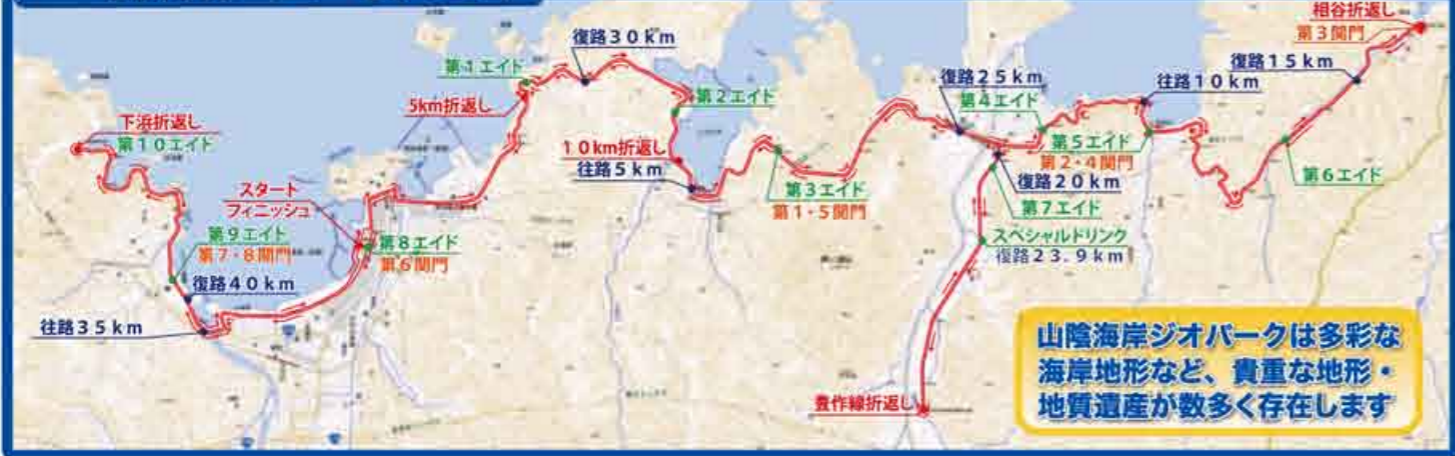 相谷折返し
第3関門
復路30km
復路15km
第1エイド
復路25km
往路10km
5km折返し
第2エイド
第4エイド
下浜折返し
第10エイド
10km折返し
往路5km
第5エイド
第2・4関門
第6エイド
スタート
フィニッシュ
第3エイド
第1・5関門
復路20km
第7エイド
第9エイド
第7・8関門
第8エイド
第6関門
スペシャルドリンク
復路23.9km
復路40km
往路35km
豊作線折返し
山陰海岸ジオパークは多彩な
海岸地形など、貴重な地形・
地質遺産が数多く存在します